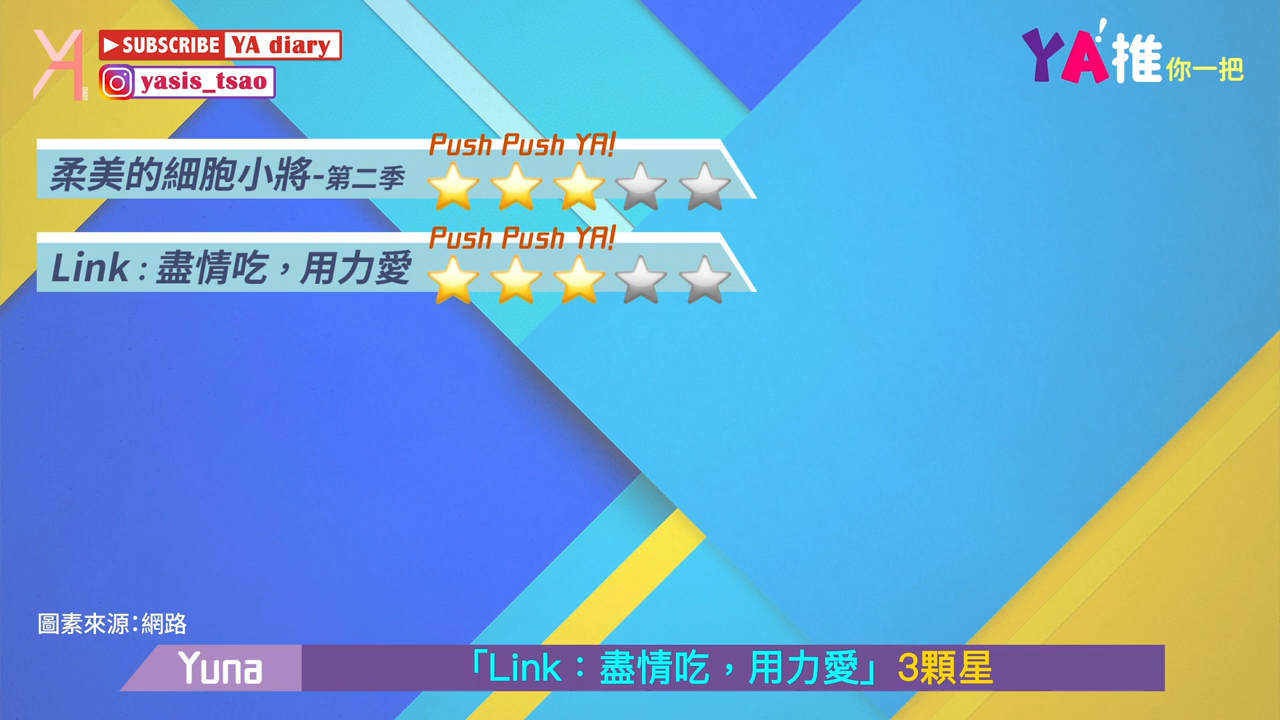 YA
SUBSCRIBE YA diary
yasis_tsao
YA!推你一把
Push Push YA!
柔美的細胞小將-第二季
Push Push YA!
Link:盡情吃,用力愛
圖素來源:網路
Yuna
「Link:盡情吃,用力愛」3顆星